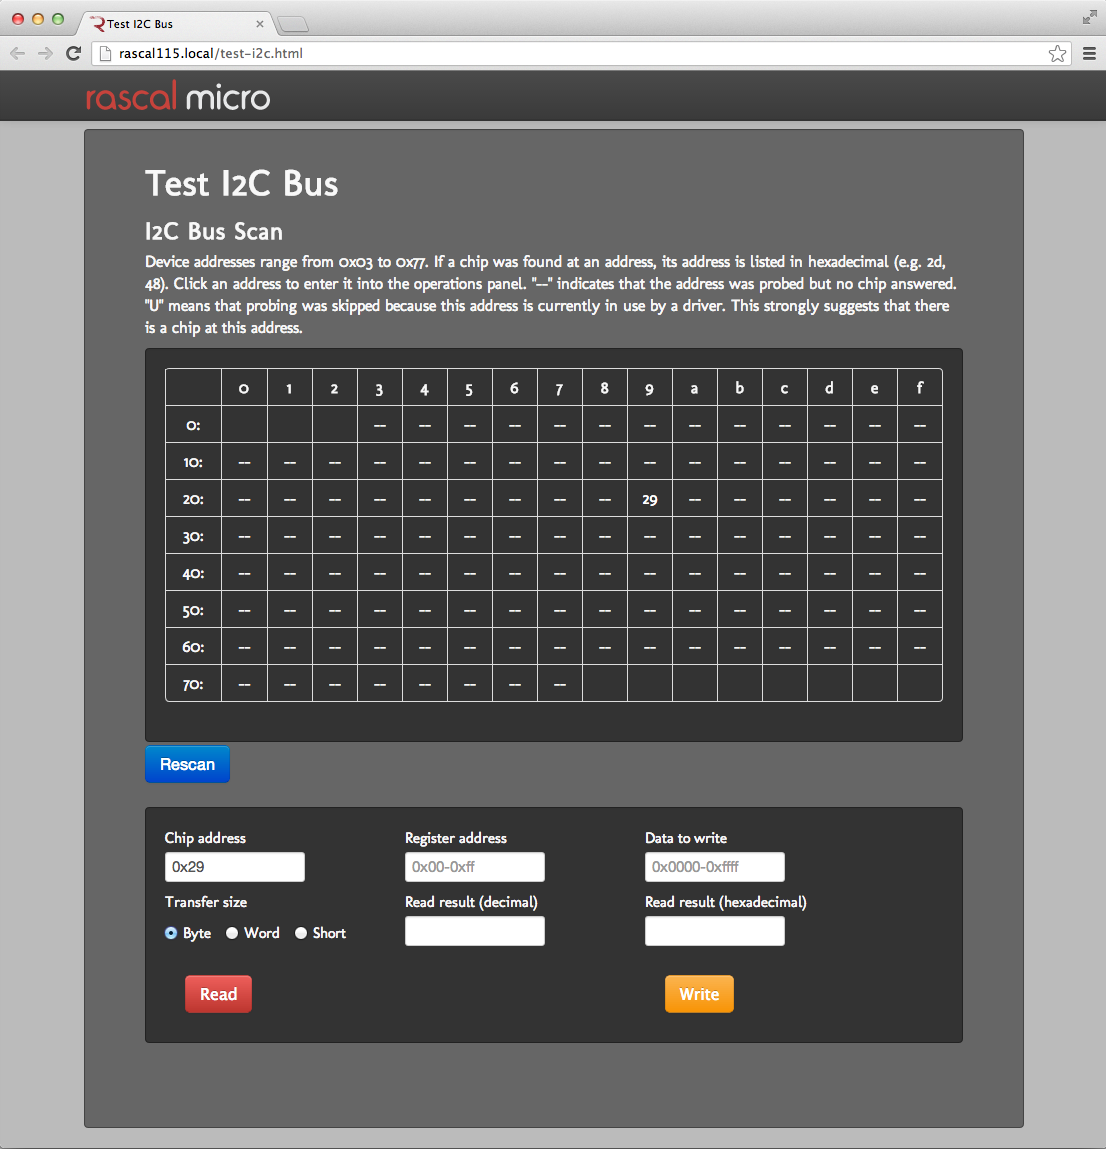 Test I2C Bus
rascal115.local/test-i2c.html
rascal micro
Test I2C Bus
I2C Bus Scan
Device addresses range from 0x03 to 0x77. If a chip was found at an address, its address is listed in hexadecimal (e.g. 2d,
48). Click an address to enter it into the operations panel. "--" indicates that the address was probed but no chip answered.
"U" means that probing was skipped because this address is currently in use by a driver. This strongly suggests that there
is a chip at this address.
0 1 2 3 4 5 6 7 8 9 a b c d e f
0: -- -- -- -- -- -- -- -- -- -- -- -- --
10: -- -- -- -- -- -- -- -- -- -- -- -- -- -- -- --
20: -- -- -- -- -- -- -- -- -- 29 -- -- -- -- -- --
30: -- -- -- -- -- -- -- -- -- -- -- -- -- -- -- --
40: -- -- -- -- -- -- -- -- -- -- -- -- -- -- -- --
50: -- -- -- -- -- -- -- -- -- -- -- -- -- -- -- --
60: -- -- -- -- -- -- -- -- -- -- -- -- -- -- -- --
70: -- -- -- -- -- -- -- --
Rescan
Chip address Register address Data to write
0x29 0x00-0xff 0x0000-0xffff
Transfer size Read result (decimal) Read result (hexadecimal)
Byte Word Short
Read Write